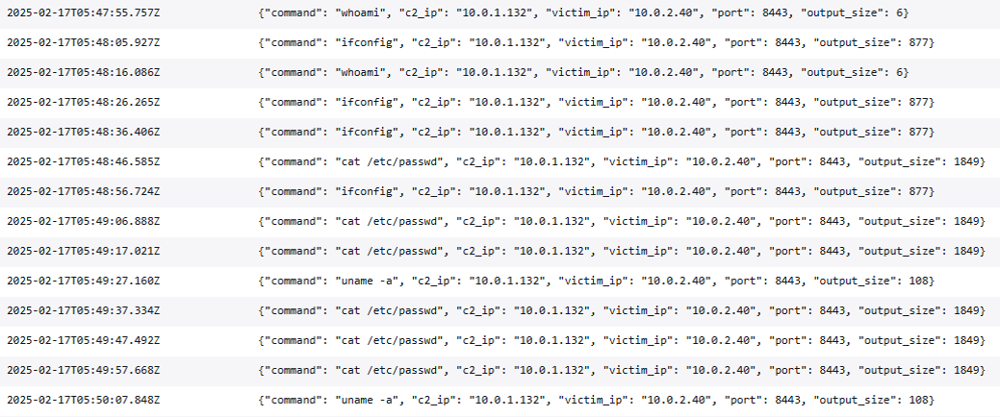 2025-02-17T05:47:55.757Z {"command": "whoami", "c2_ip": "10.0.1.132", "victim_ip": "10.0.2.40", "port": 8443, "output_size": 6}
2025-02-17T05:48:05.927Z {"command": "ifconfig", "c2_ip": "10.0.1.132", "victim_ip": "10.0.2.40", "port": 8443, "output_size": 877}
2025-02-17T05:48:16.086Z {"command": "whoami", "c2_ip": "10.0.1.132", "victim_ip": "10.0.2.40", "port": 8443, "output_size": 6}
2025-02-17T05:48:26.265Z {"command": "ifconfig", "c2_ip": "10.0.1.132", "victim_ip": "10.0.2.40", "port": 8443, "output_size": 877}
2025-02-17T05:48:36.406Z {"command": "ifconfig", "c2_ip": "10.0.1.132", "victim_ip": "10.0.2.40", "port": 8443, "output_size": 877}
2025-02-17T05:48:46.585Z {"command": "cat /etc/passwd", "c2_ip": "10.0.1.132", "victim_ip": "10.0.2.40", "port": 8443, "output_size": 1849}
2025-02-17T05:48:56.724Z {"command": "ifconfig", "c2_ip": "10.0.1.132", "victim_ip": "10.0.2.40", "port": 8443, "output_size": 877}
2025-02-17T05:49:06.888Z {"command": "cat /etc/passwd", "c2_ip": "10.0.1.132", "victim_ip": "10.0.2.40", "port": 8443, "output_size": 1849}
2025-02-17T05:49:17.021Z {"command": "cat /etc/passwd", "c2_ip": "10.0.1.132", "victim_ip": "10.0.2.40", "port": 8443, "output_size": 1849}
2025-02-17T05:49:27.160Z {"command": "uname -a", "c2_ip": "10.0.1.132", "victim_ip": "10.0.2.40", "port": 8443, "output_size": 108}
2025-02-17T05:49:37.334Z {"command": "cat /etc/passwd", "c2_ip": "10.0.1.132", "victim_ip": "10.0.2.40", "port": 8443, "output_size": 1849}
2025-02-17T05:49:47.492Z {"command": "cat /etc/passwd", "c2_ip": "10.0.1.132", "victim_ip": "10.0.2.40", "port": 8443, "output_size": 1849}
2025-02-17T05:49:57.668Z {"command": "cat /etc/passwd", "c2_ip": "10.0.1.132", "victim_ip": "10.0.2.40", "port": 8443, "output_size": 1849}
2025-02-17T05:50:07.848Z {"command": "uname -a", "c2_ip": "10.0.1.132", "victim_ip": "10.0.2.40", "port": 8443, "output_size": 108}